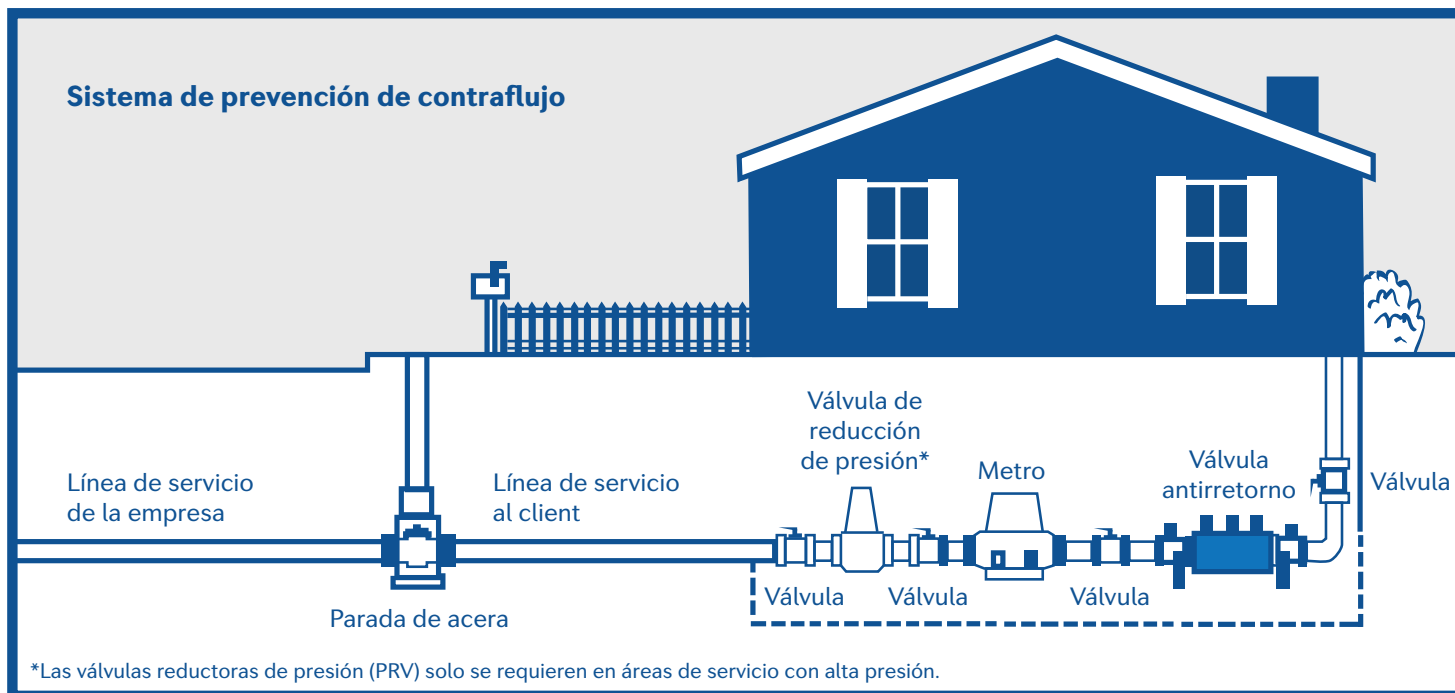 Sistema de prevención de contraflujo
Válvula de
reducción
de presión*
Metro
Válvula
antirretorno
Válvula
Línea de servicio
de la empresa
Línea de servicio
al client
Válvula
Válvula
Válvula
Parada de acera
*Las válvulas reductoras de presión (PRV) solo se requieren en áreas de servicio con alta presión.